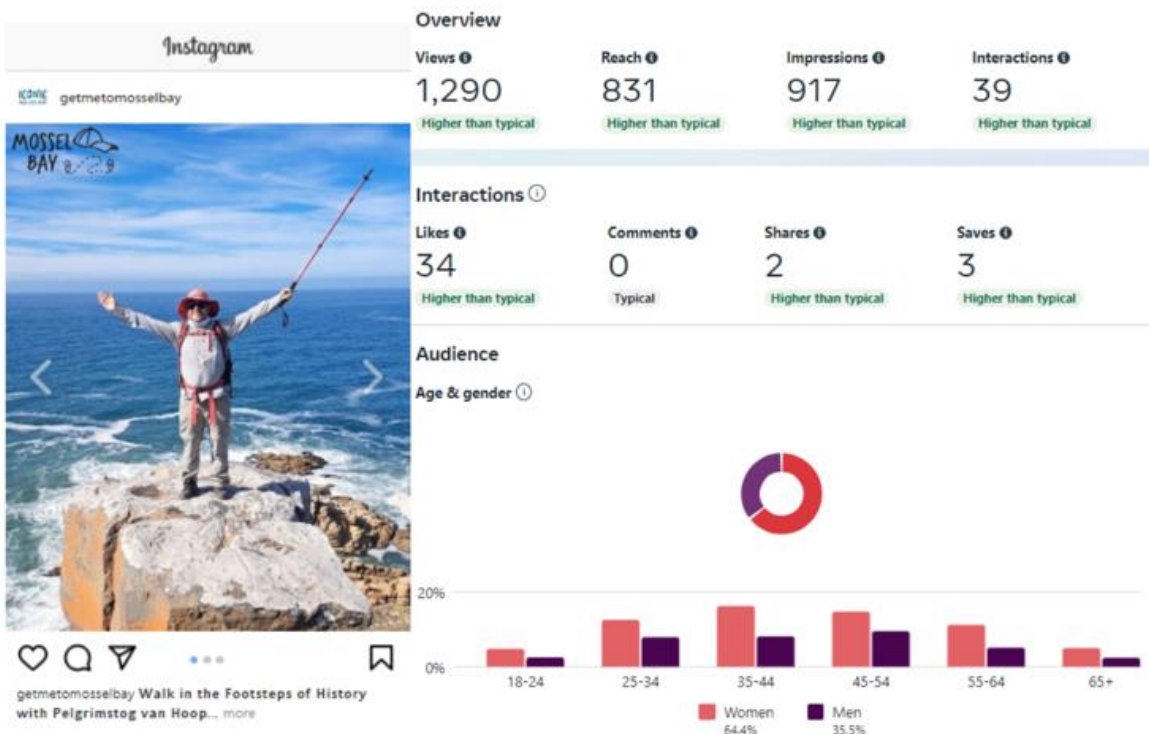 Instagram
ICONIC
getmetomosselbay
MOSSEL
BAY
getmetomosselbay Walk in the Footsteps of History
with Pelgrimstog van Hoop... more
Overview
Views Reach Impressions Interactions
1,290 831 917 39
Higher than typical Higher than typical Higher than typical Higher than typical
Interactions
Likes Comments Shares Saves
34 0 2 3
Higher than typical Typical Higher than typical Higher than typical
Audience
Age & gender
20%
0%
18-24 25-34 35-44 45-54 55-64 65+
Women Men
64.4% 35.5%